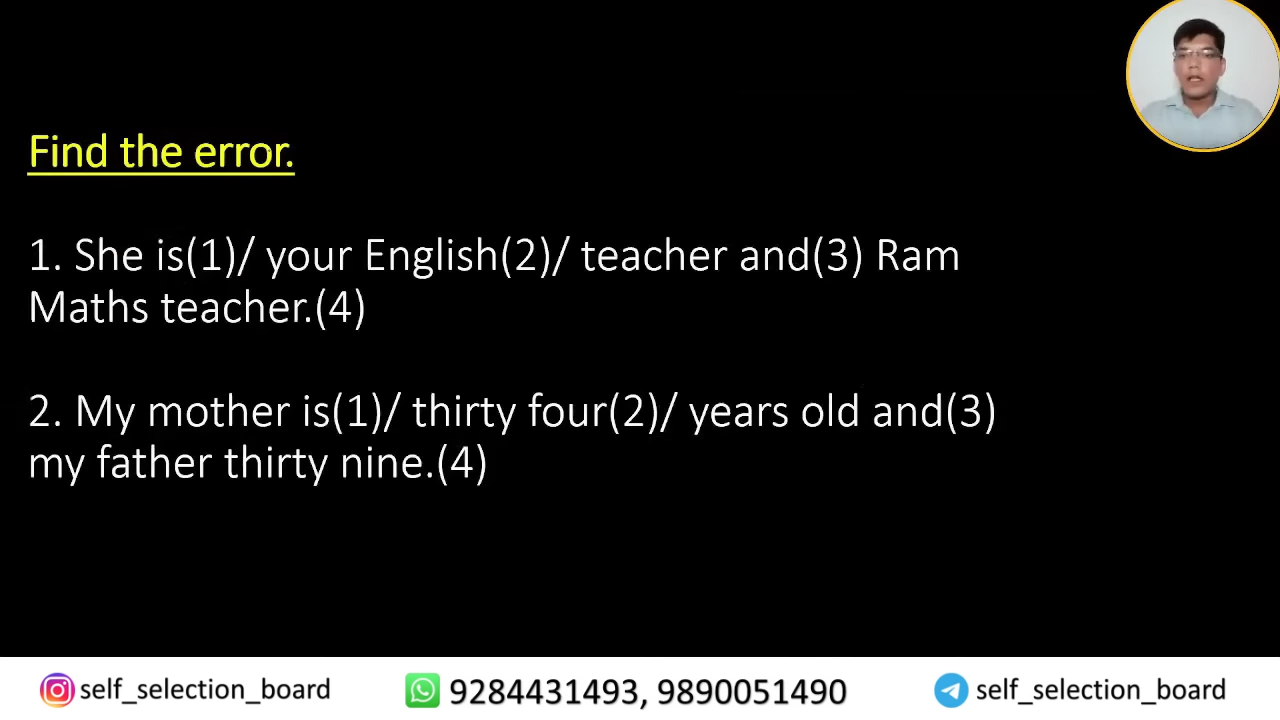 Find the error.
1. She is(1)/ your English(2)/ teacher and(3) Ram
Maths teacher.(4)
2. My mother is(1)/ thirty four(2)/ years old and(3)
my father thirty nine.(4)
self_selection_board 9284431493, 9890051490 self_selection_board